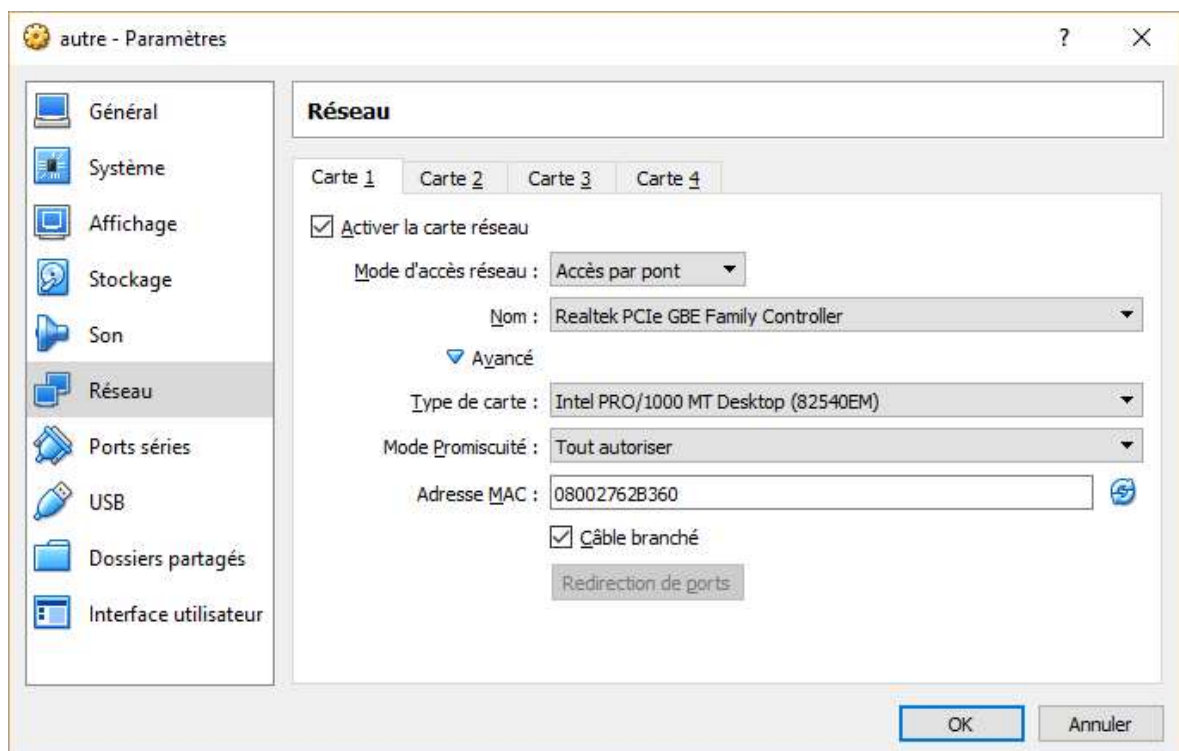 autre - Paramètres
?
Général
Système
Affichage
Stockage
Son
Réseau
Ports séries
USB
Dossiers partagés
Interface utilisateur
Réseau
Carte 1 Carte 2 Carte 3 Carte 4
Activer la carte réseau
Mode d'accès réseau : Accès par pont
Nom : Realtek PCIe GBE Family Controller
Avancé
Type de carte : Intel PRO/1000 MT Desktop (82540EM)
Mode Promiscuité : Tout autoriser
Adresse MAC : 08002762B360
Câble branché
Redirection de ports
OK Annuler